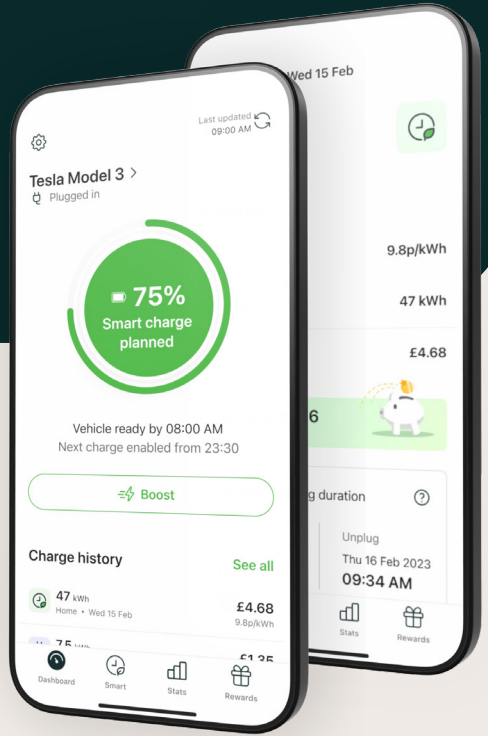 Last updated
09:00 AM
Tesla Model 3 >
Plugged in
75%
Smart charge
planned
Vehicle ready by 08:00 AM
Next charge enabled from 23:30
Boost
Charge history
See all
47 kWh
£4.68
Home • Wed 15 Feb
9.8p/kWh
£1.35
Dashboard
Smart
Stats
Rewards
Wed 15 Feb
9.8p/kWh
47 kWh
£4.68
6
g duration
?
Unplug
Thu 16 Feb 2023
09:34 AM
Stats
Rewards